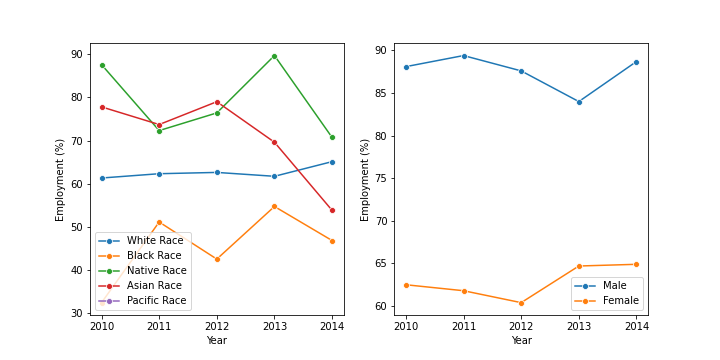 90
80
70
60
50
40
30
Employment (%)
2010 2011 2012 2013 2014
Year
White Race
Black Race
Native Race
Asian Race
Pacific Race
90
85
80
75
70
65
60
Employment (%)
2010 2011 2012 2013 2014
Year
Male
Female